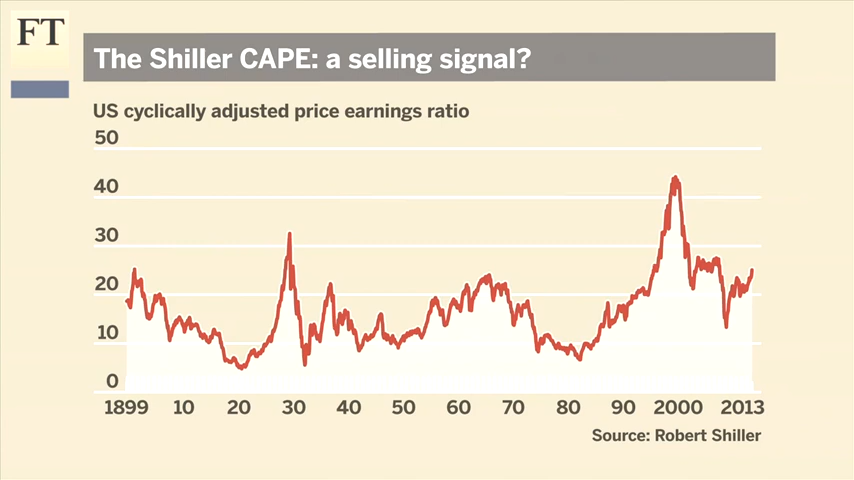 FT
The Shiller CAPE: a selling signal?
US cyclically adjusted price earnings ratio
50
40
30
20
10
0
1899 10 20 30 40 50 60 70 80 90 2000 2013
Source: Robert Shiller